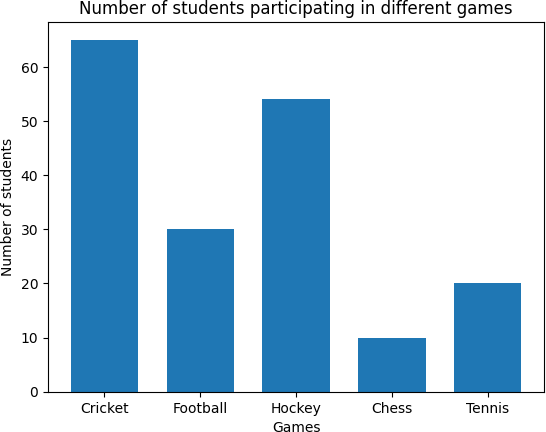 Number of students participating in different games
Number of students
60
50
40
30
20
10
0
Cricket Football Hockey Chess Tennis
Games